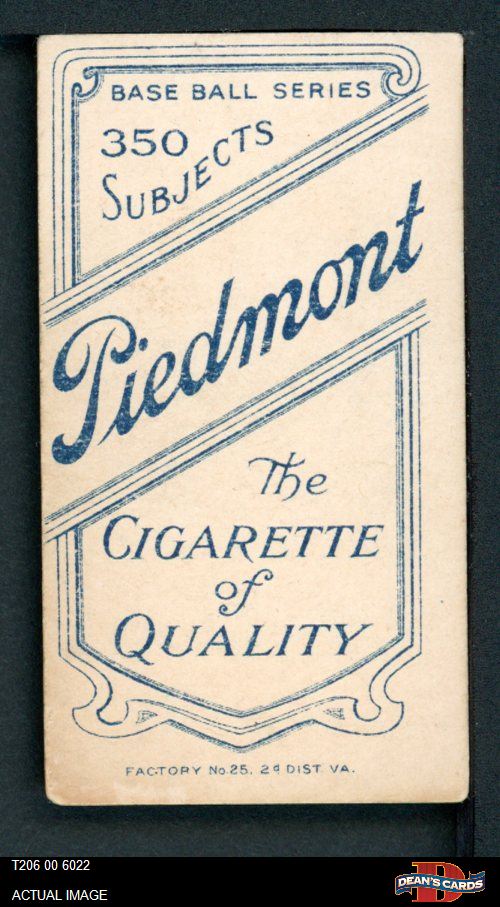 BASE BALL SERIES
350
SUBJECTS
Piedmont
The
CIGARETTE
of
QUALITY
FACTORY No. 25. 2d DIST. VA.
T206 00 6022
ACTUAL IMAGE
D
DEAN'S CARDS